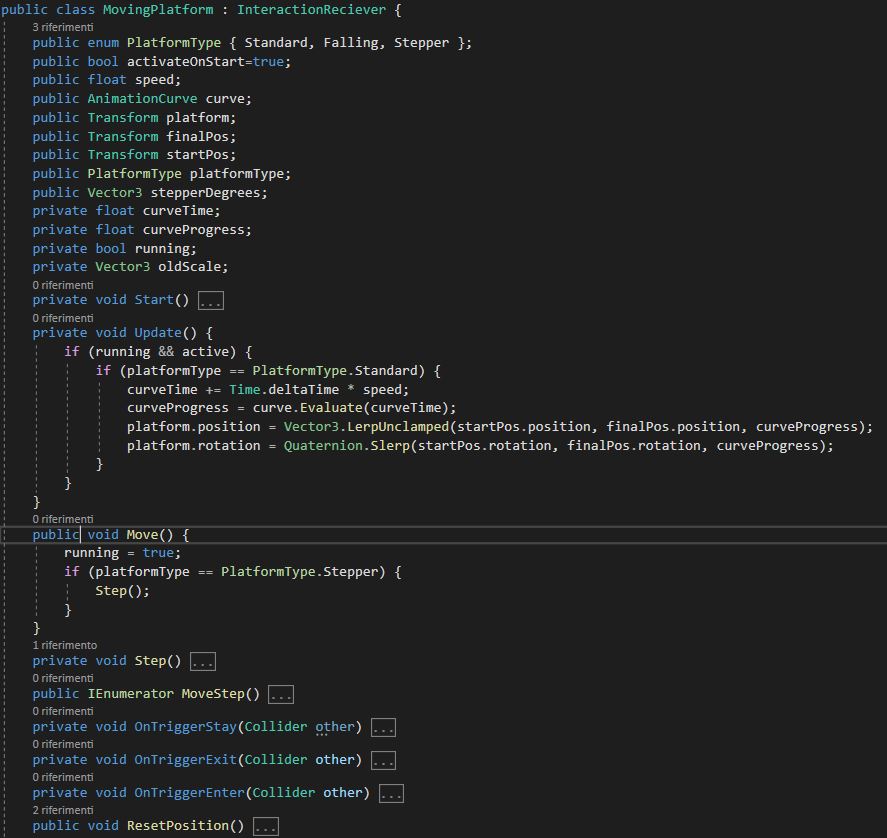 public class MovingPlatform : InteractionReciever {
3 riferimenti
public enum PlatformType { Standard, Falling, Stepper };
public bool activateOnStart=true;
public float speed;
public AnimationCurve curve;
public Transform platform;
public Transform finalPos;
public Transform startPos;
public PlatformType platformType;
public Vector3 stepperDegrees;
private float curveTime;
private float curveProgress;
private bool running;
private Vector3 oldScale;
0 riferimenti
private void Start() ...
0 riferimenti
private void Update() {
if (running && active) {
if (platformType == PlatformType.Standard) {
curveTime += Time.deltaTime * speed;
curveProgress = curve.Evaluate(curveTime);
platform.position = Vector3.LerpUnclamped(startPos.position, finalPos.position, curveProgress);
platform.rotation = Quaternion.Slerp(startPos.rotation, finalPos.rotation, curveProgress);
}
}
}
0 riferimenti
public void Move() {
running = true;
if (platformType == PlatformType.Stepper) {
Step();
}
}
1 riferimento
private void Step() ...
0 riferimenti
public IEnumerator MoveStep() ...
0 riferimenti
private void OnTriggerStay(Collider other) ...
0 riferimenti
private void OnTriggerExit(Collider other) ...
0 riferimenti
private void OnTriggerEnter(Collider other) ...
2 riferimenti
public void ResetPosition() ...